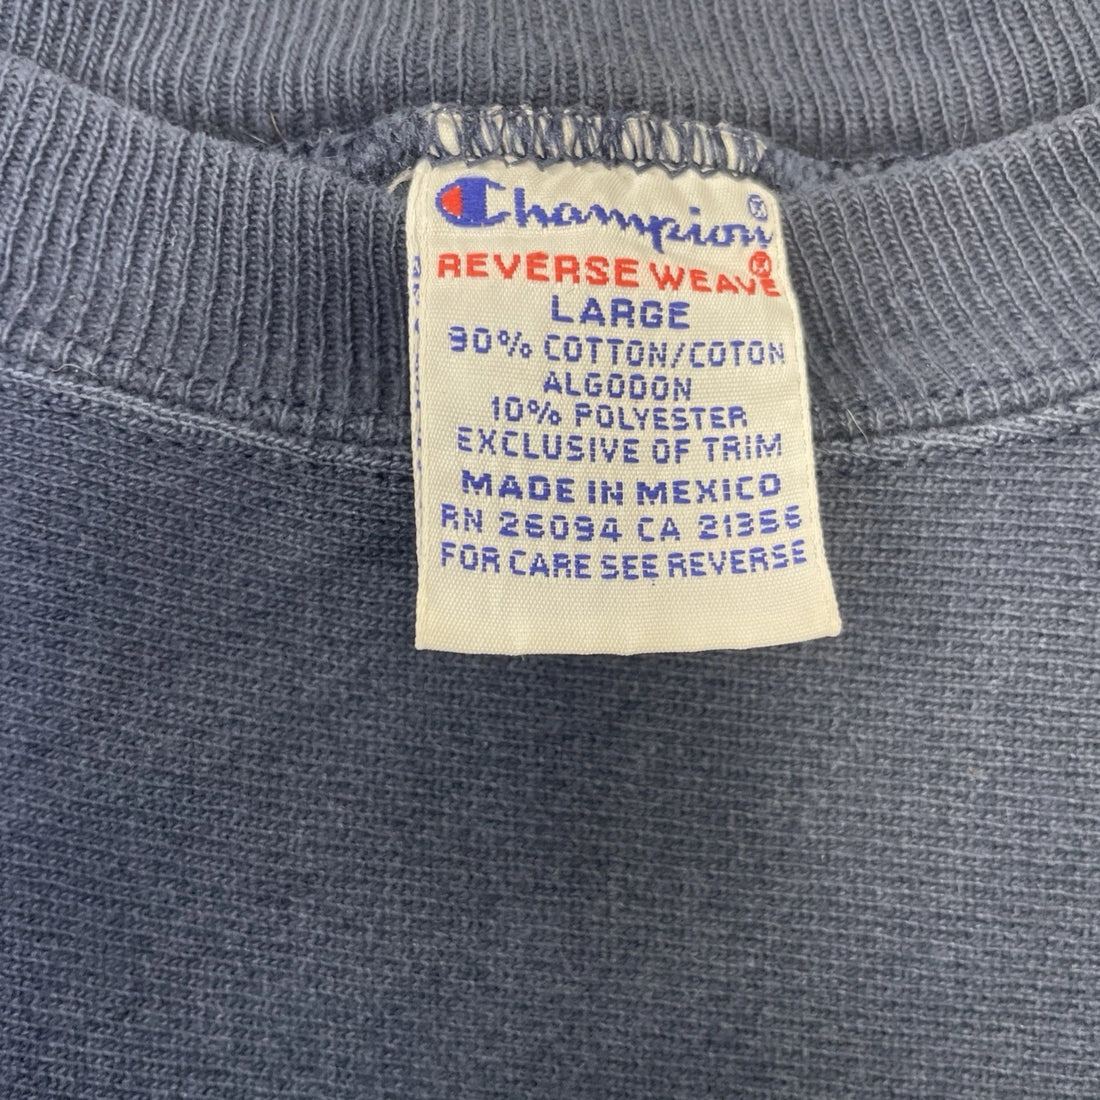 Champion®
REVERSE WEAVE®
LARGE
90% COTTON/COTON
ALGODON
10% POLYESTER
EXCLUSIVE OF TRIM
MADE IN MEXICO
RN 26094 CA 21356
FOR CARE SEE REVERSE